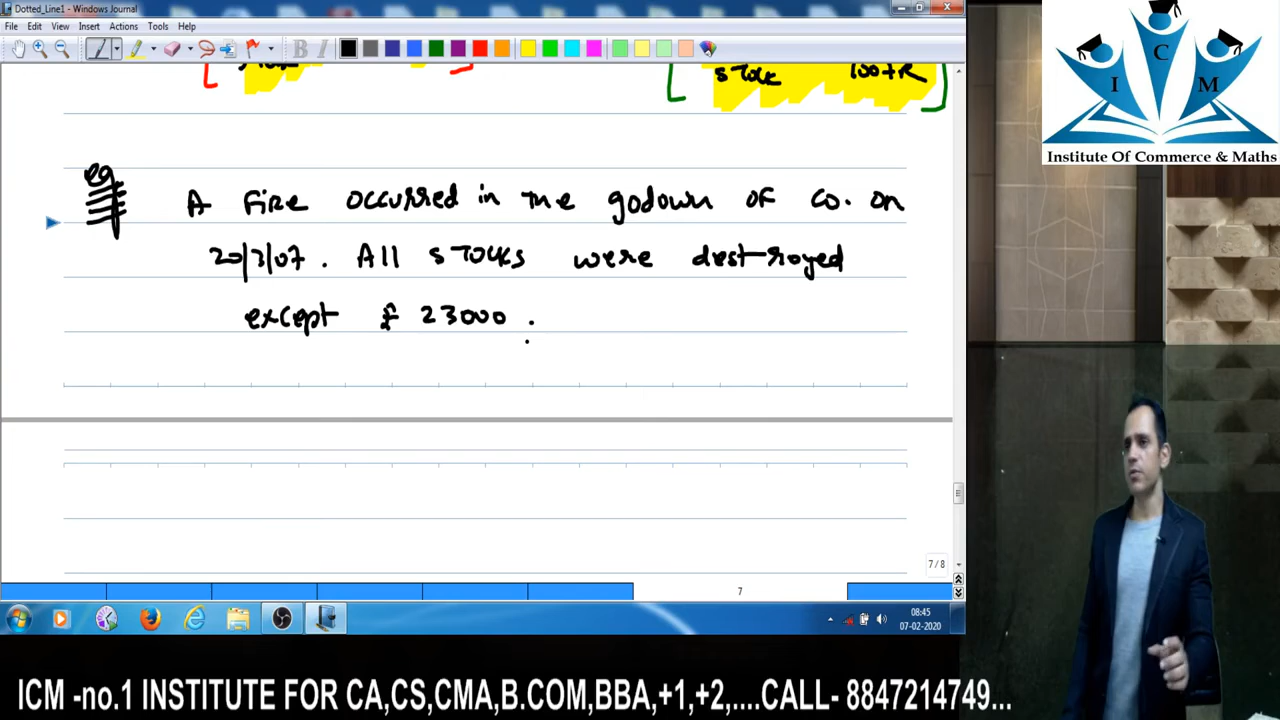 Dotted_Line1 - Windows Journal
File Edit View Insert Actions Tools Help
stock 100+R
eg
A Fire occurred in the godown of co. on
20/3/07. All stocks were destroyed
except ₤ 23000 .
7 / 8
7
08:45
07-02-2020
I C M
Institute Of Commerce & Maths
ICM -no.1 INSTITUTE FOR CA,CS,CMA,B.COM,BBA,+1,+2,....CALL- 8847214749...